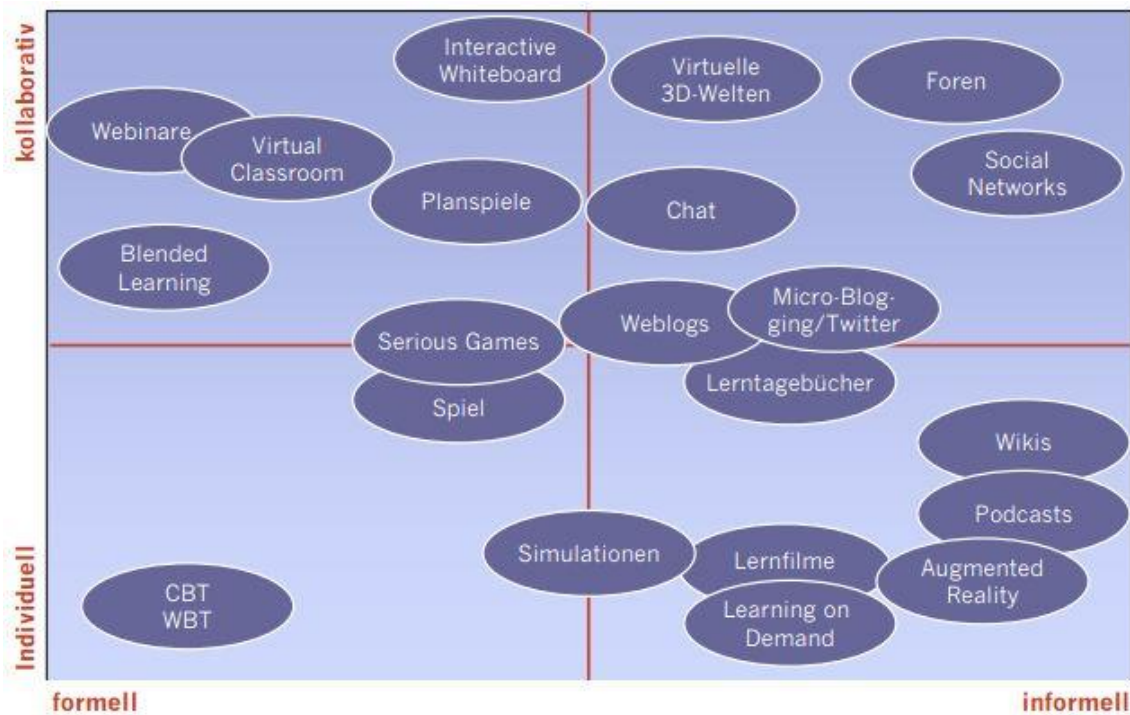 kollaborativ
Interactive
Whiteboard
Virtuelle
3D-Welten
Foren
Webinare
Virtual
Classroom
Social
Networks
Planspiele
Chat
Blended
Learning
Micro-Blog-
ging/Twitter
Weblogs
Serious Games
Lerntagebücher
Spiel
Wikis
Podcasts
Simulationen
Lernfilme
Augmented
Reality
CBT
WBT
Learning on
Demand
Individuell
formell
informell